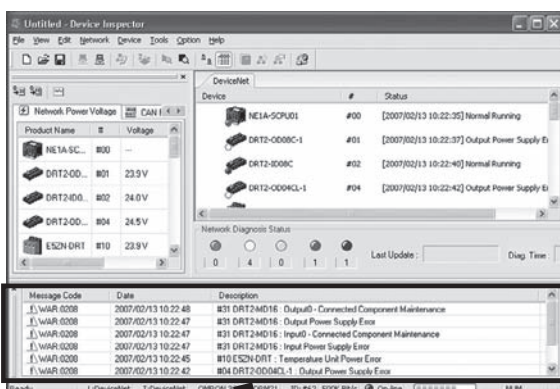 Untitled - Device Inspector
File View Edit Network Device Tools Option Help
Network Power Voltage CAN
Product Name # Voltage
NE1A-SC... #00 ---
DRT2-OD... #01 23.9 V
DRT2-ID0... #02 24.0 V
DRT2-OD... #04 24.5 V
E5ZN-DRT #10 23.9 V
DeviceNet
Device # Status
NE1A-SCPU01 #00 [2007/02/13 10:22:35] Normal Running
DRT2-OD08C-1 #01 [2007/02/13 10:22:37] Output Power Supply Er
DRT2-ID08C #02 [2007/02/13 10:22:40] Normal Running
DRT2-OD04CL-1 #04 [2007/02/13 10:22:42] Output Power Supply Er
Network Diagnosis Status
0 4 0 1 1
Last Update : Diag. Time
Message Code Date Description
WAR:0208 2007/02/13 10:22:48 #31 DRT2-MD16 : Output0 - Connected Component Maintenance
WAR:0208 2007/02/13 10:22:47 #31 DRT2-MD16 : Output Power Supply Error
WAR:0208 2007/02/13 10:22:47 #31 DRT2-MD16 : Input0 - Connected Component Maintenance
WAR:0208 2007/02/13 10:22:47 #31 DRT2-MD16 : Input Power Supply Error
WAR:0208 2007/02/13 10:22:45 #10 E5ZN-DRT : Temperature Unit Power Error
WAR:0208 2007/02/13 10:22:42 #04 DRT2-OD04CL-1 : Output Power Supply Error
Ready L:DeviceNet T:DeviceNet OMRON On-line